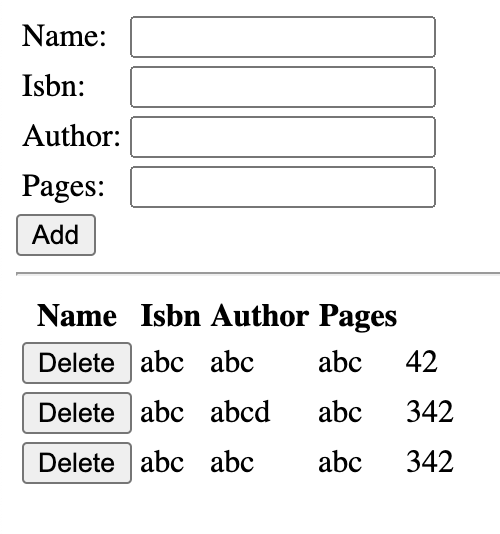 Name:
Isbn:
Author:
Pages:
Add
Name Isbn Author Pages
Delete abc abc abc 42
Delete abc abcd abc 342
Delete abc abc abc 342